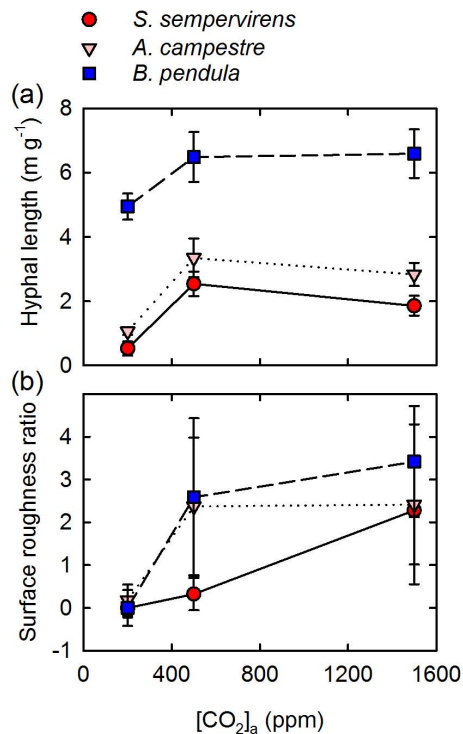 S. sempervirens
A. campestre
B. pendula
(a)
8
6
4
2
0
Hyphal length (m g⁻¹)
(b)
4
3
2
1
0
-1
Surface roughness ratio
0 400 800 1200 1600
[CO₂]ₐ (ppm)